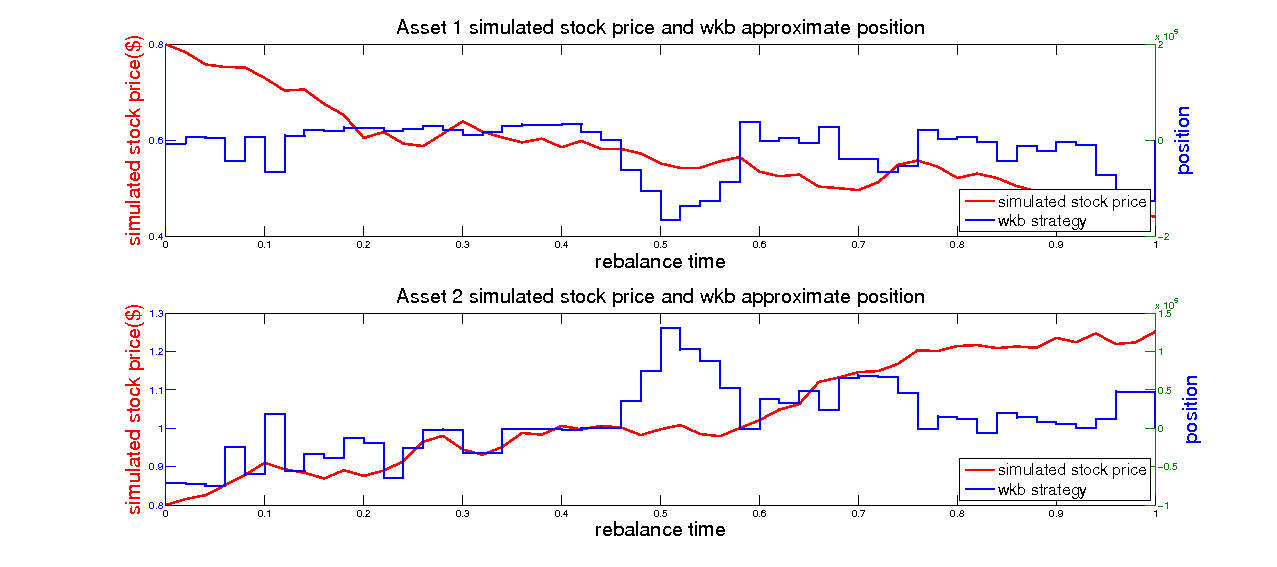 Asset 1 simulated stock price and wkb approximate position
simulated stock price($)
0.8
0.6
0.4
x 10^5
2
0
-2
position
simulated stock price
wkb strategy
0 0.1 0.2 0.3 0.4 0.5 0.6 0.7 0.8 0.9 1
rebalance time
Asset 2 simulated stock price and wkb approximate position
simulated stock price($)
1.3
1.2
1.1
1
0.9
0.8
x 10^5
1.5
1
0.5
0
-0.5
-1
position
simulated stock price
wkb strategy
0 0.1 0.2 0.3 0.4 0.5 0.6 0.7 0.8 0.9 1
rebalance time